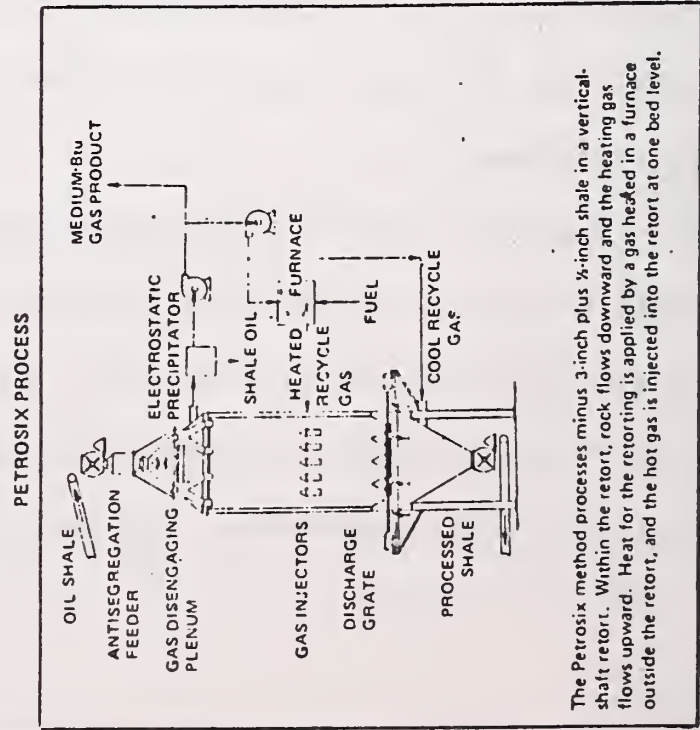 PETROSIX PROCESS
OIL SHALE
ANTISEGREGATION
FEEDER
GAS DISENGAGING
PLENUM
GAS INJECTORS
DISCHARGE
GRATE
PROCESSED
SHALE
MEDIUM-Btu
GAS PRODUCT
ELECTROSTATIC
PRECIPITATOR
SHALE OIL
HEATED
RECYCLE
GAS
FURNACE
FUEL
COOL RECYCLE
GAS
The Petrosix method processes minus 3-inch plus ½-inch shale in a vertical-
shaft retort. Within the retort, rock flows downward and the heating gas
flows upward. Heat for the retorting is applied by a gas heated in a furnace
outside the retort, and the hot gas is injected into the retort at one bed level.